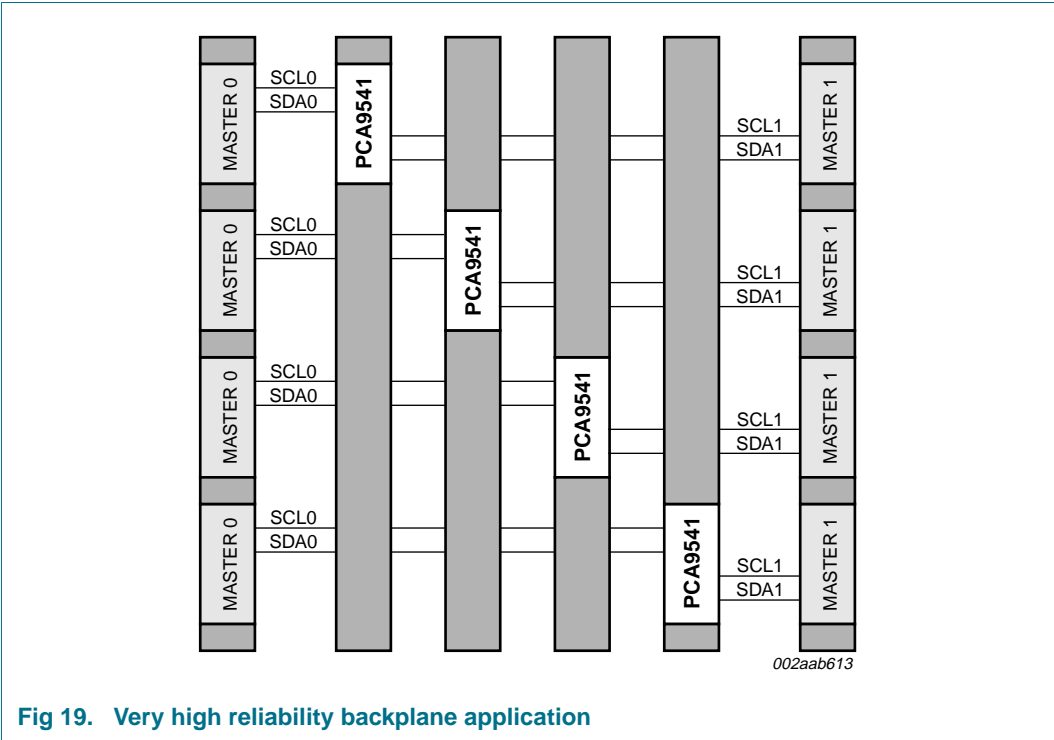 MASTER 0
SCL0
SDA0
PCA9541
SCL1
SDA1
MASTER 1
MASTER 0
SCL0
SDA0
PCA9541
SCL1
SDA1
MASTER 1
MASTER 0
SCL0
SDA0
PCA9541
SCL1
SDA1
MASTER 1
MASTER 0
SCL0
SDA0
PCA9541
SCL1
SDA1
MASTER 1
002aab613
Fig 19. Very high reliability backplane application